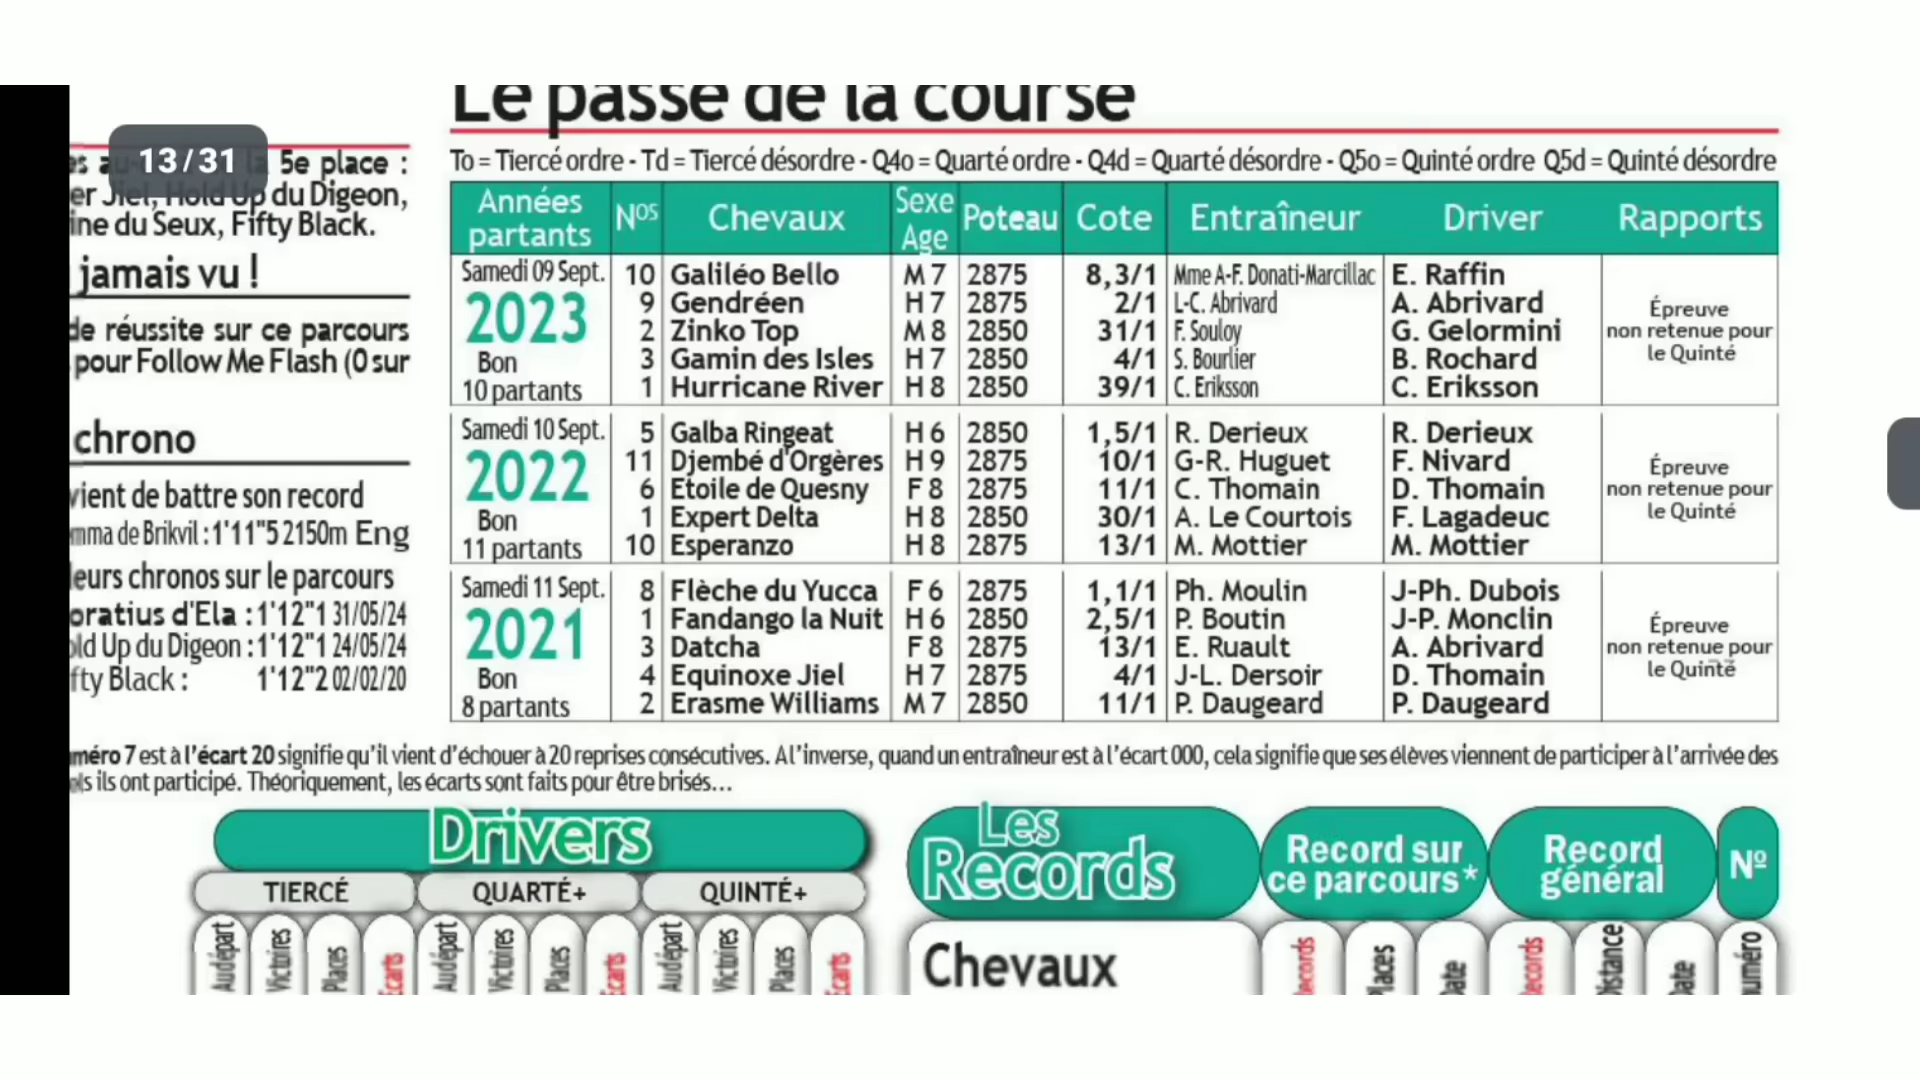 Le passé de la course
13/31
5e place :
du Digeon,
du Seux, Fifty Black.
jamais vu !
de réussite sur ce parcours
pour Follow Me Flash (0 sur
chrono
vient de battre son record
mma de Brikvil : 1'11"5 2150m Eng
leurs chronos sur le parcours
oratius d'Ela : 1'12"1 31/05/24
old Up du Digeon : 1'12"1 24/05/24
fty Black : 1'12"2 02/02/20
To = Tiercé ordre - Td = Tiercé désordre - Q4o = Quarté ordre - Q4d = Quarté désordre - Q5o = Quinté ordre Q5d = Quinté désordre
Années partants Nos Chevaux Sexe Age Poteau Cote Entraîneur Driver Rapports
Samedi 09 Sept. 2023 Bon 10 partants
10 Galiléo Bello M 7 2875 8,3/1 Mme A-F. Donati-Marcillac E. Raffin
9 Gendréen H 7 2875 2/1 L-C. Abrivard A. Abrivard
2 Zinko Top M 8 2850 31/1 F. Souloy G. Gelormini
3 Gamin des Isles H 7 2850 4/1 S. Bourlier B. Rochard
1 Hurricane River H 8 2850 39/1 C. Eriksson C. Eriksson
Épreuve
non retenue pour
le Quinté
Samedi 10 Sept. 2022 Bon 11 partants
5 Galba Ringeat H 6 2850 1,5/1 R. Derieux R. Derieux
11 Djembé d'Orgères H 9 2875 10/1 G-R. Huguet F. Nivard
6 Etoile de Quesny F 8 2875 11/1 C. Thomain D. Thomain
1 Expert Delta H 8 2850 30/1 A. Le Courtois F. Lagadeuc
10 Esperanzo H 8 2875 13/1 M. Mottier M. Mottier
Épreuve
non retenue pour
le Quinté
Samedi 11 Sept. 2021 Bon 8 partants
8 Flèche du Yucca F 6 2875 1,1/1 Ph. Moulin J-Ph. Dubois
1 Fandango la Nuit H 6 2850 2,5/1 P. Boutin J-P. Monclin
3 Datcha F 8 2875 13/1 E. Ruault A. Abrivard
4 Equinoxe Jiel H 7 2875 4/1 J-L. Dersoir D. Thomain
2 Erasme Williams M 7 2850 11/1 P. Daugeard P. Daugeard
Épreuve
non retenue pour
le Quinté
méro 7 est à l'écart 20 signifie qu'il vient d'échouer à 20 reprises consécutives. A l'inverse, quand un entraîneur est à l'écart 000, cela signifie que ses élèves viennent de participer à l'arrivée des
ils ont participé. Théoriquement, les écarts sont faits pour être brisés...
Drivers
TIERCÉ QUARTÉ+ QUINTÉ+
Au départ Victoires Places Écarts Au départ Victoires Places Écarts Au départ Victoires Places Écarts
Les Records
Record sur ce parcours*
Record général
Nº
Chevaux Records Places Date Records Distance Date numéro